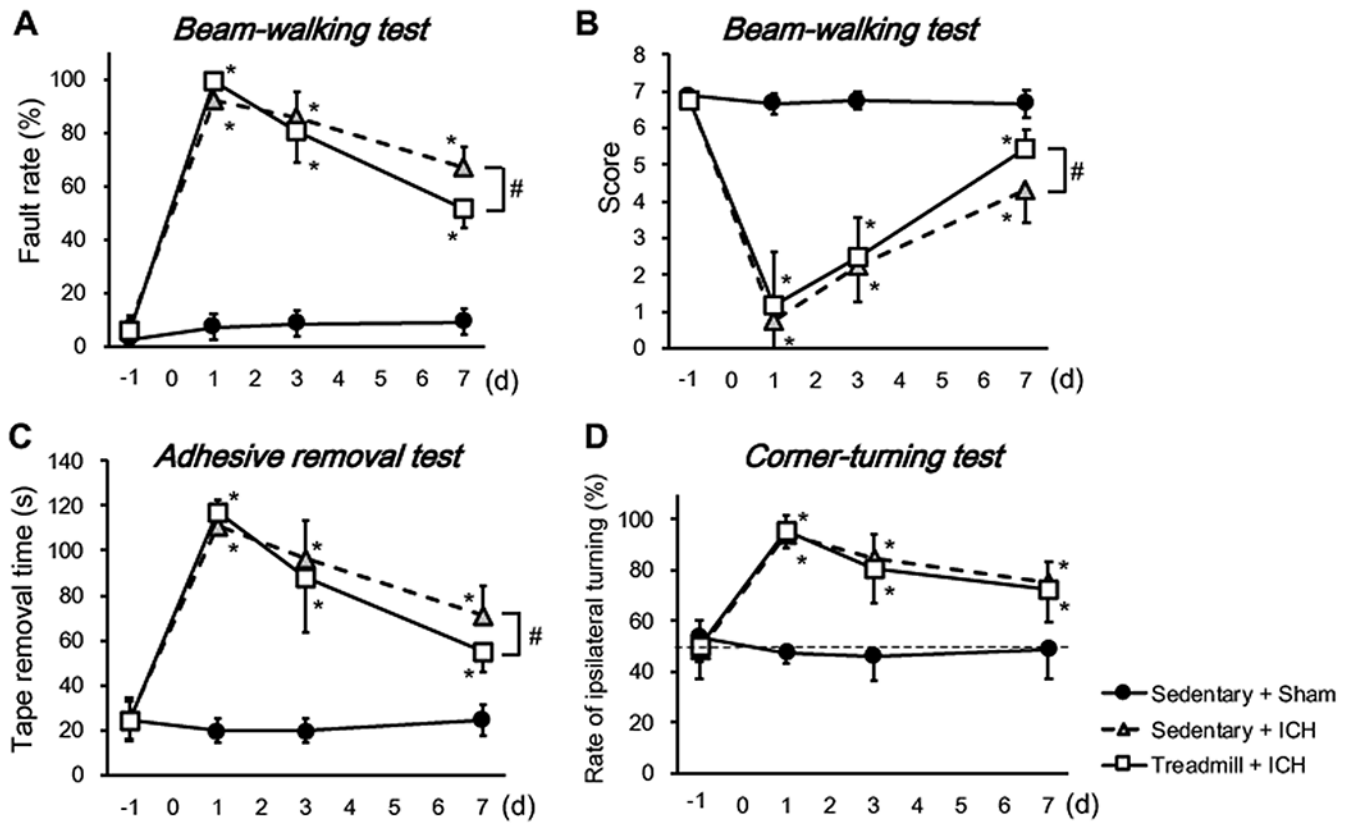 A
Beam-walking test
Fault rate (%)
100
80
60
40
20
0
* * * * * *
#
-1 0 1 2 3 4 5 6 7 (d)
B
Beam-walking test
Score
8
7
6
5
4
3
2
1
0
* * * * * *
#
-1 0 1 2 3 4 5 6 7 (d)
C
Adhesive removal test
Tape removal time (s)
140
120
100
80
60
40
20
0
* * * * * *
#
-1 0 1 2 3 4 5 6 7 (d)
D
Corner-turning test
Rate of ipsilateral turning (%)
100
80
60
40
20
0
* * * * * *
-1 0 1 2 3 4 5 6 7 (d)
Sedentary + Sham
Sedentary + ICH
Treadmill + ICH